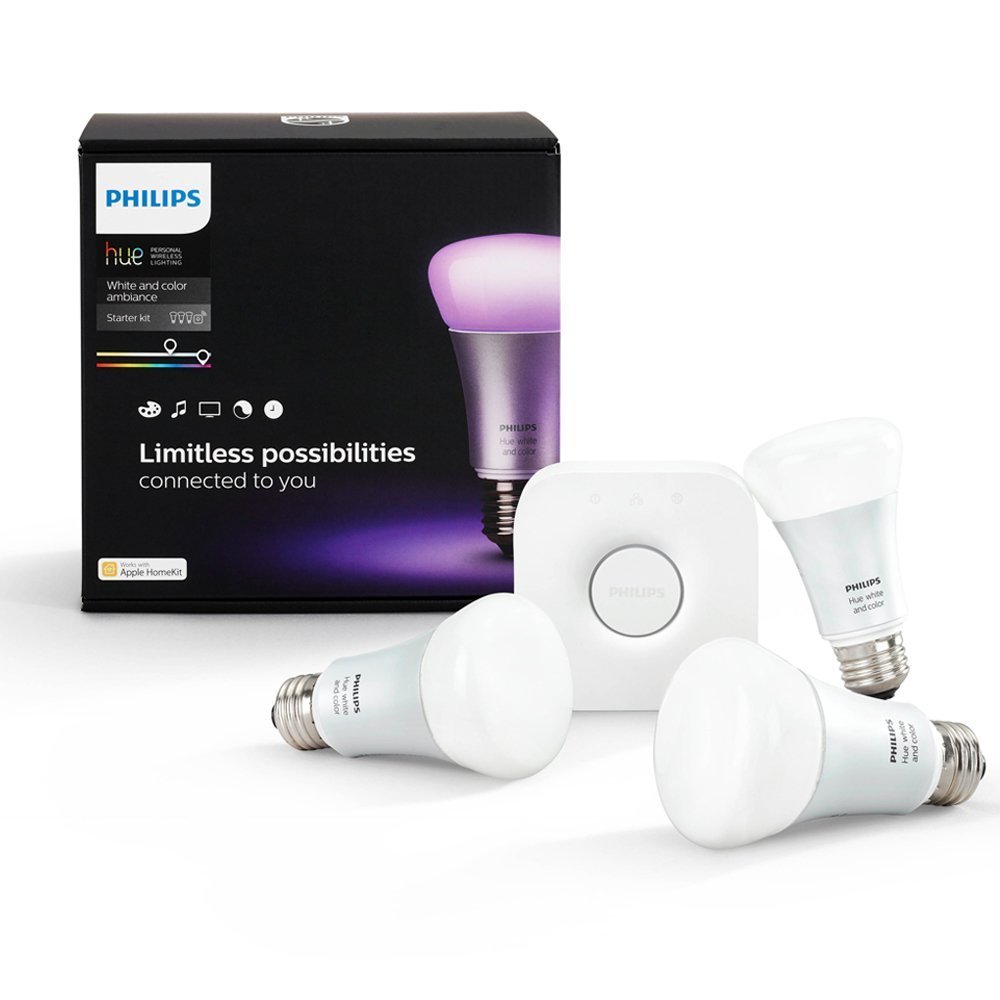 PHILIPS
hue
PERSONAL
WIRELESS
LIGHTING
White and color
ambiance
Starter kit
Limitless possibilities
connected to you
Works with
Apple HomeKit
PHILIPS
Hue white
and color
PHILIPS
PHILIPS
Hue white
and color
PHILIPS
Hue white
and color
PHILIPS
Hue white
and color